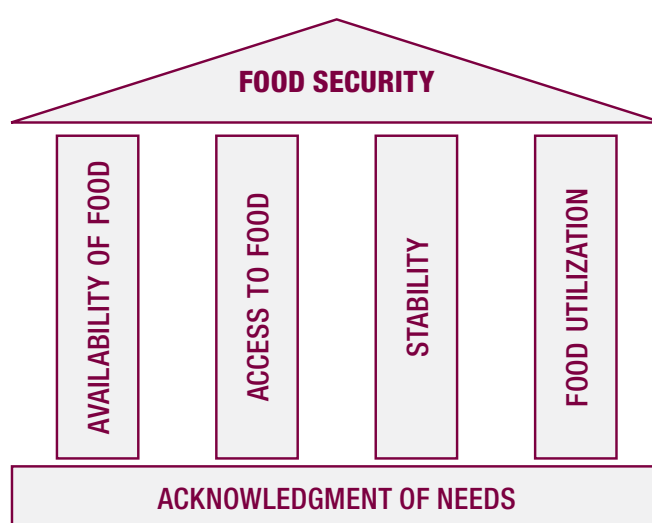 FOOD SECURITY
AVAILABILITY OF FOOD
ACCESS TO FOOD
STABILITY
FOOD UTILIZATION
ACKNOWLEDGMENT OF NEEDS